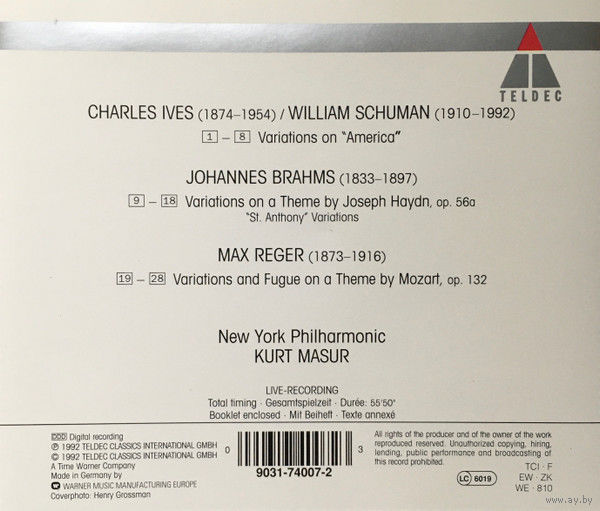 TELDEC
CHARLES IVES (1874–1954) / WILLIAM SCHUMAN (1910–1992)
1 – 8 Variations on “America”
JOHANNES BRAHMS (1833–1897)
9 – 18 Variations on a Theme by Joseph Haydn, op. 56a
“St. Anthony” Variations
MAX REGER (1873–1916)
19 – 28 Variations and Fugue on a Theme by Mozart, op. 132
New York Philharmonic
KURT MASUR
LIVE-RECORDING
Total timing · Gesamtspielzeit · Durée: 55'50"
Booklet enclosed · Mit Beiheft · Texte annexé
DDD Digital recording
℗ 1992 TELDEC CLASSICS INTERNATIONAL GMBH
© 1992 TELDEC CLASSICS INTERNATIONAL GMBH
A Time Warner Company
Made in Germany by
WARNER MUSIC MANUFACTURING EUROPE
Coverphoto: Henry Grossman
0 3
9031-74007-2
All rights of the producer and of the owner of the work
reproduced reserved. Unauthorized copying, hiring,
lending, public performance and broadcasting of
this record prohibited.
LC 6019
TCI · F
EW · ZK
WE · 810
www.ay.by